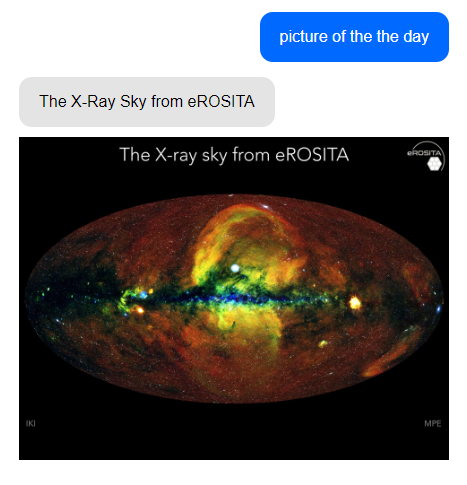 picture of the the day
The X-Ray Sky from eROSITA
The X-ray sky from eROSITA
eROSITA
IKI
MPE